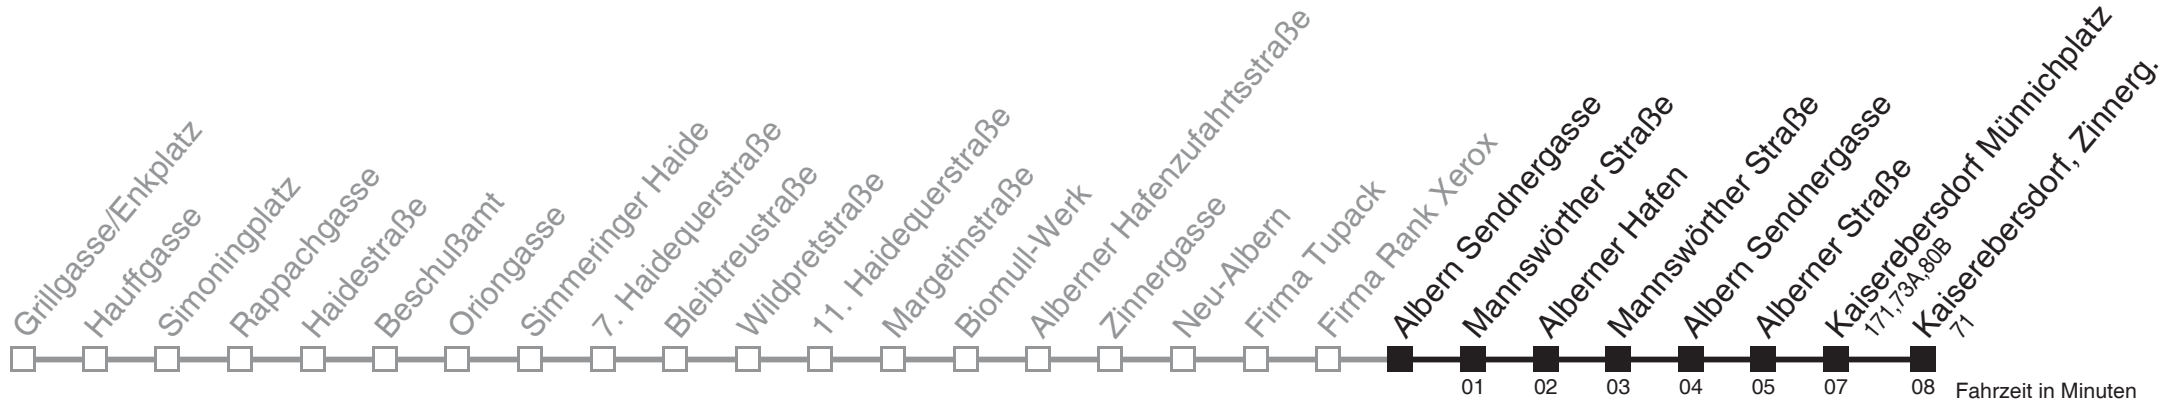 Grillgasse/Enkplatz
Hauffgasse
Simoningplatz
Rappachgasse
Haidestraße
Beschußamt
Oriongasse
Simmeringer Haide
7. Haidequerstraße
Bleibtreustraße
Wildpretstraße
11. Haidequerstraße
Margetinstraße
Biomull-Werk
Alberner Hafenzufahrtsstraße
Zinnergasse
Neu-Albern
Firma Tupack
Firma Rank Xerox
Albern Sendnergasse
Mannswörther Straße
Alberner Hafen
Mannswörther Straße
Albern Sendnergasse
Alberner Straße
Kaiserebersdorf Münnichplatz
171,73A,80B
Kaiserebersdorf, Zinnerg.
71
01 02 03 04 05 07 08 Fahrzeit in Minuten